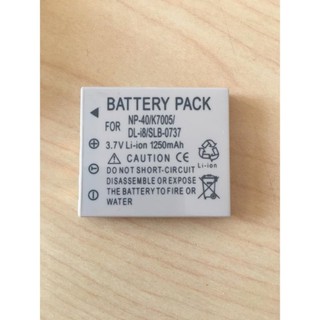 BATTERY PACK
FOR NP-40/K7005/
DL-i8/SLB-0737
3.7V Li-ion 1250mAh
CAUTION CE
Li-ion
DO NOT SHORT-CIRCUIT
DISASSEMBLE OR EXPOSE
THE BATTERY TO FIRE OR
WATER